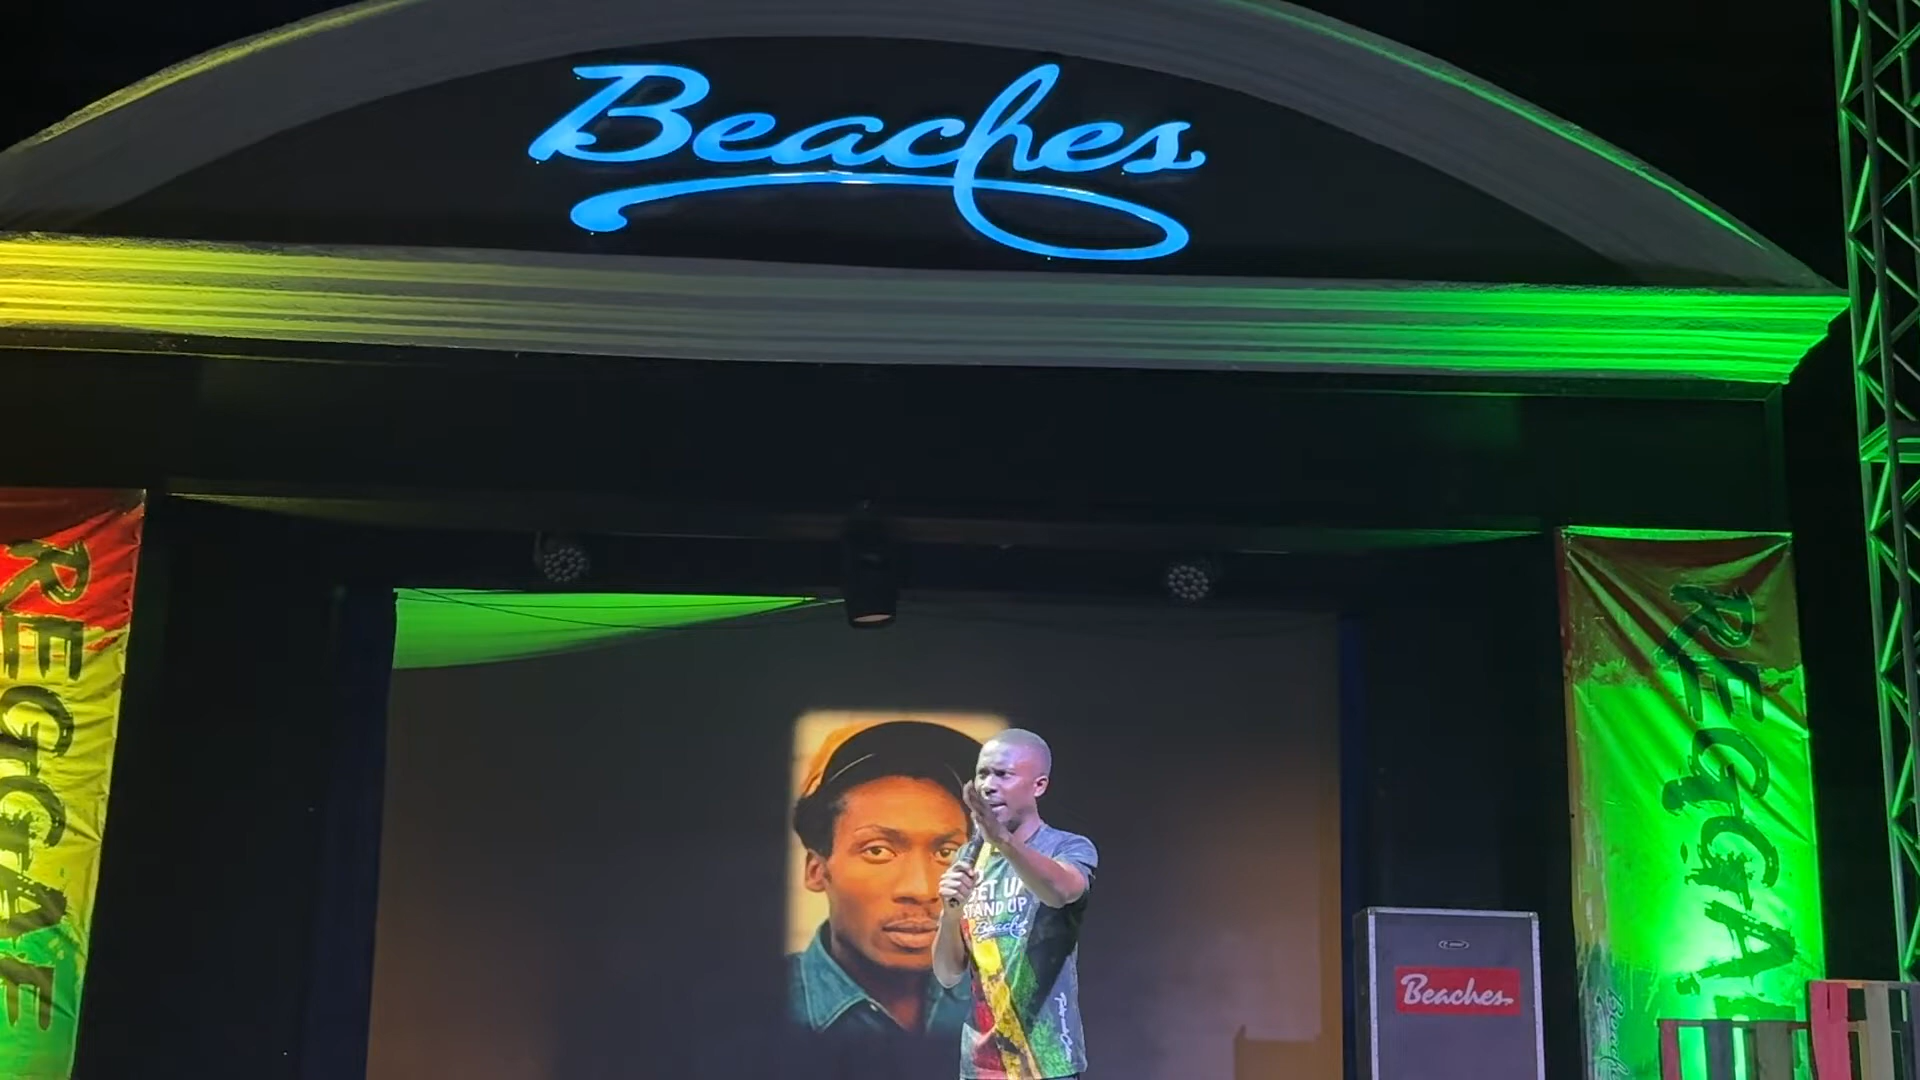 Beaches
REGGAE
REGGAE
GET UP
STAND UP
Beaches
Beaches